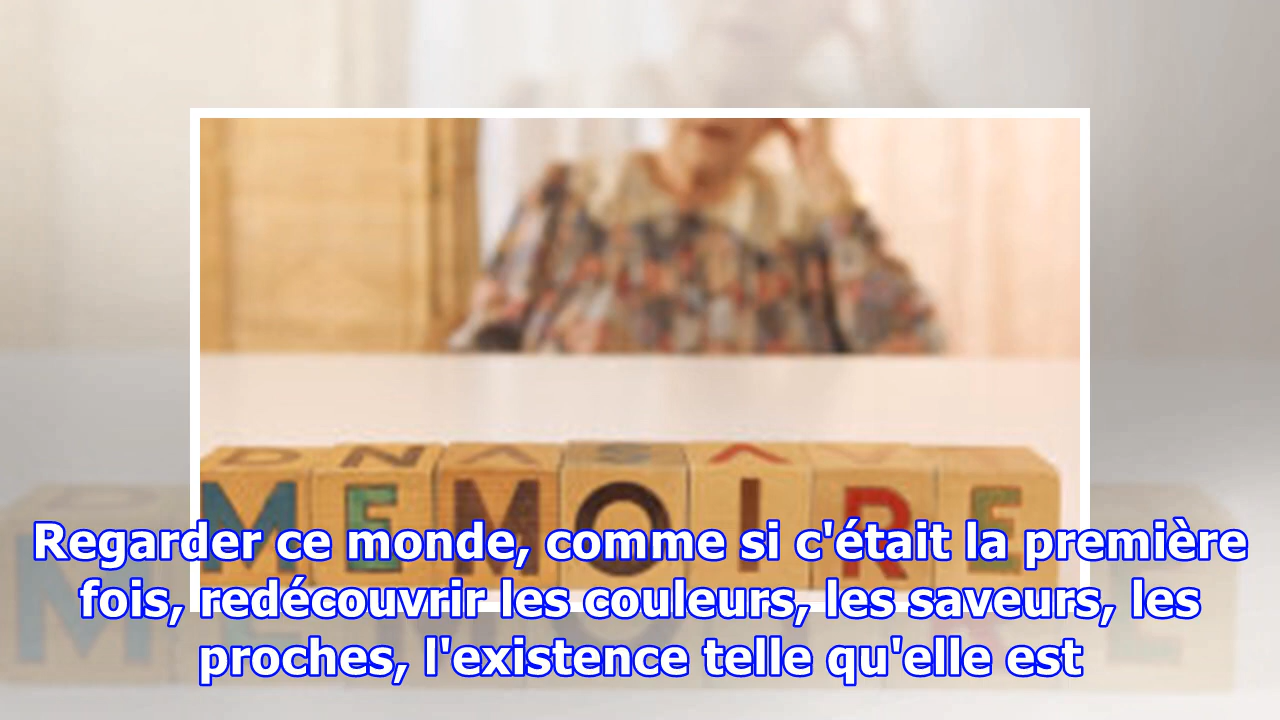 MEMOIRE
Regarder ce monde, comme si c'était la première
fois, redécouvrir les couleurs, les saveurs, les
proches, l'existence telle qu'elle est